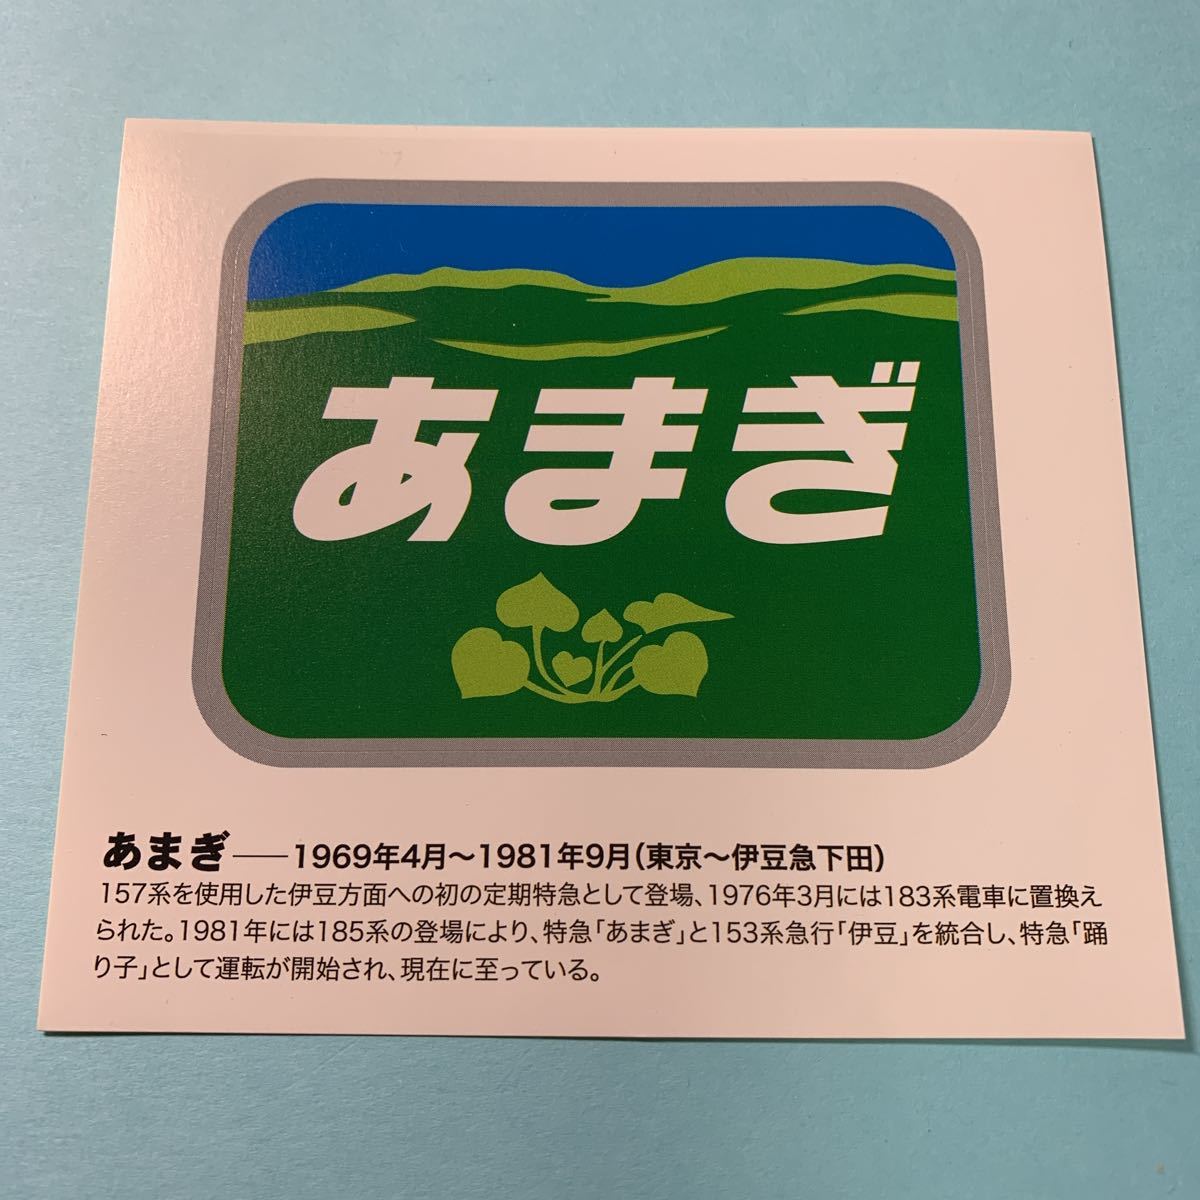 あまぎ
あまぎ――1969年4月～1981年9月(東京～伊豆急下田)
157系を使用した伊豆方面への初の定期特急として登場、1976年3月には183系電車に置換え
られた。1981年には185系の登場により、特急「あまぎ」と153系急行「伊豆」を統合し、特急「踊
り子」として運転が開始され、現在に至っている。